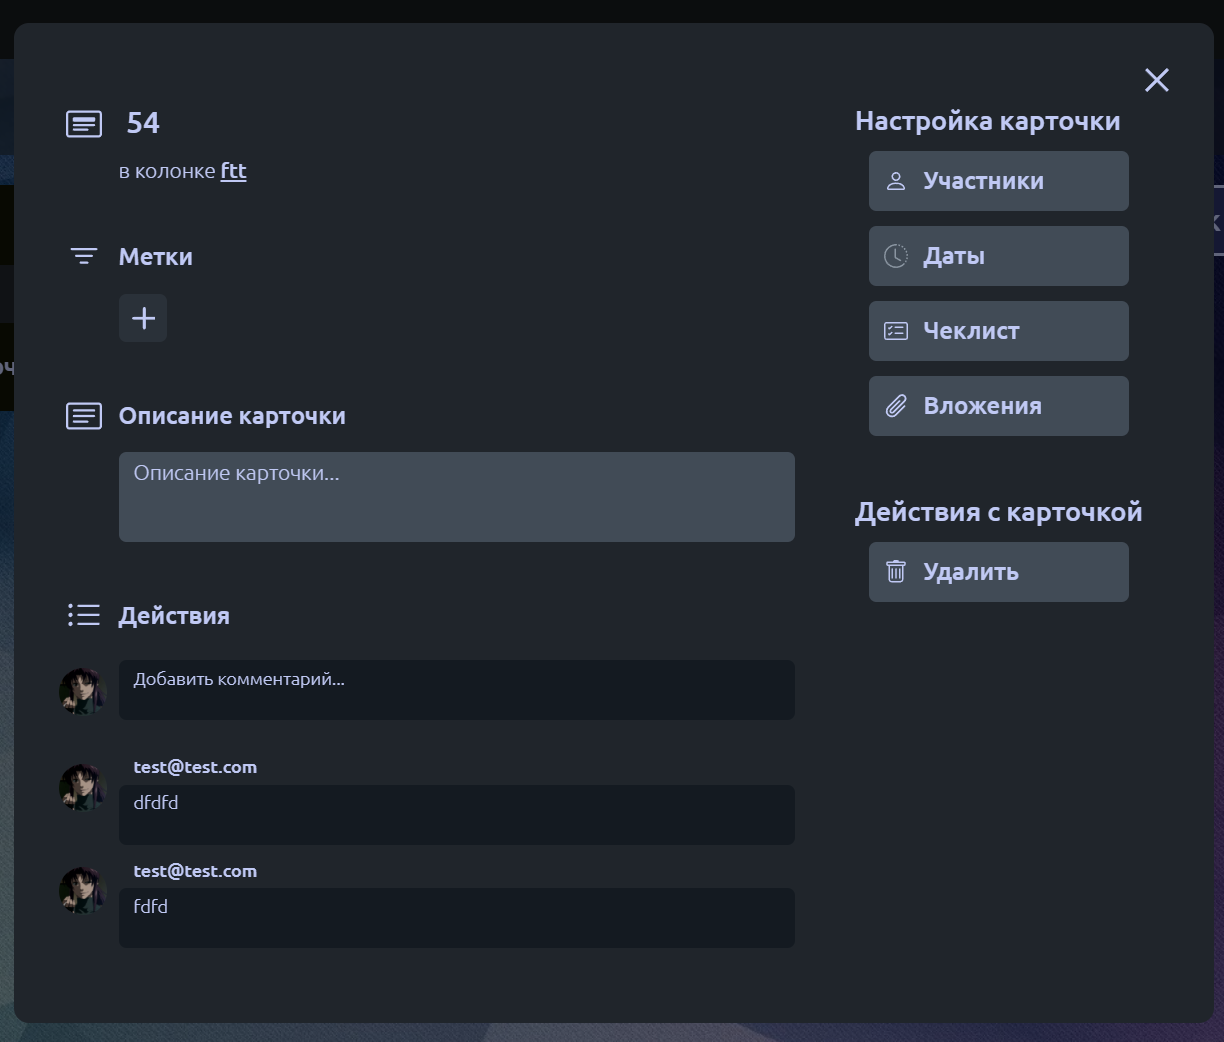 54
в колонке ftt
Метки
Описание карточки
Описание карточки...
Действия
Добавить комментарий...
test@test.com
dfdfd
test@test.com
fdfd
Настройка карточки
Участники
Даты
Чеклист
Вложения
Действия с карточкой
Удалить